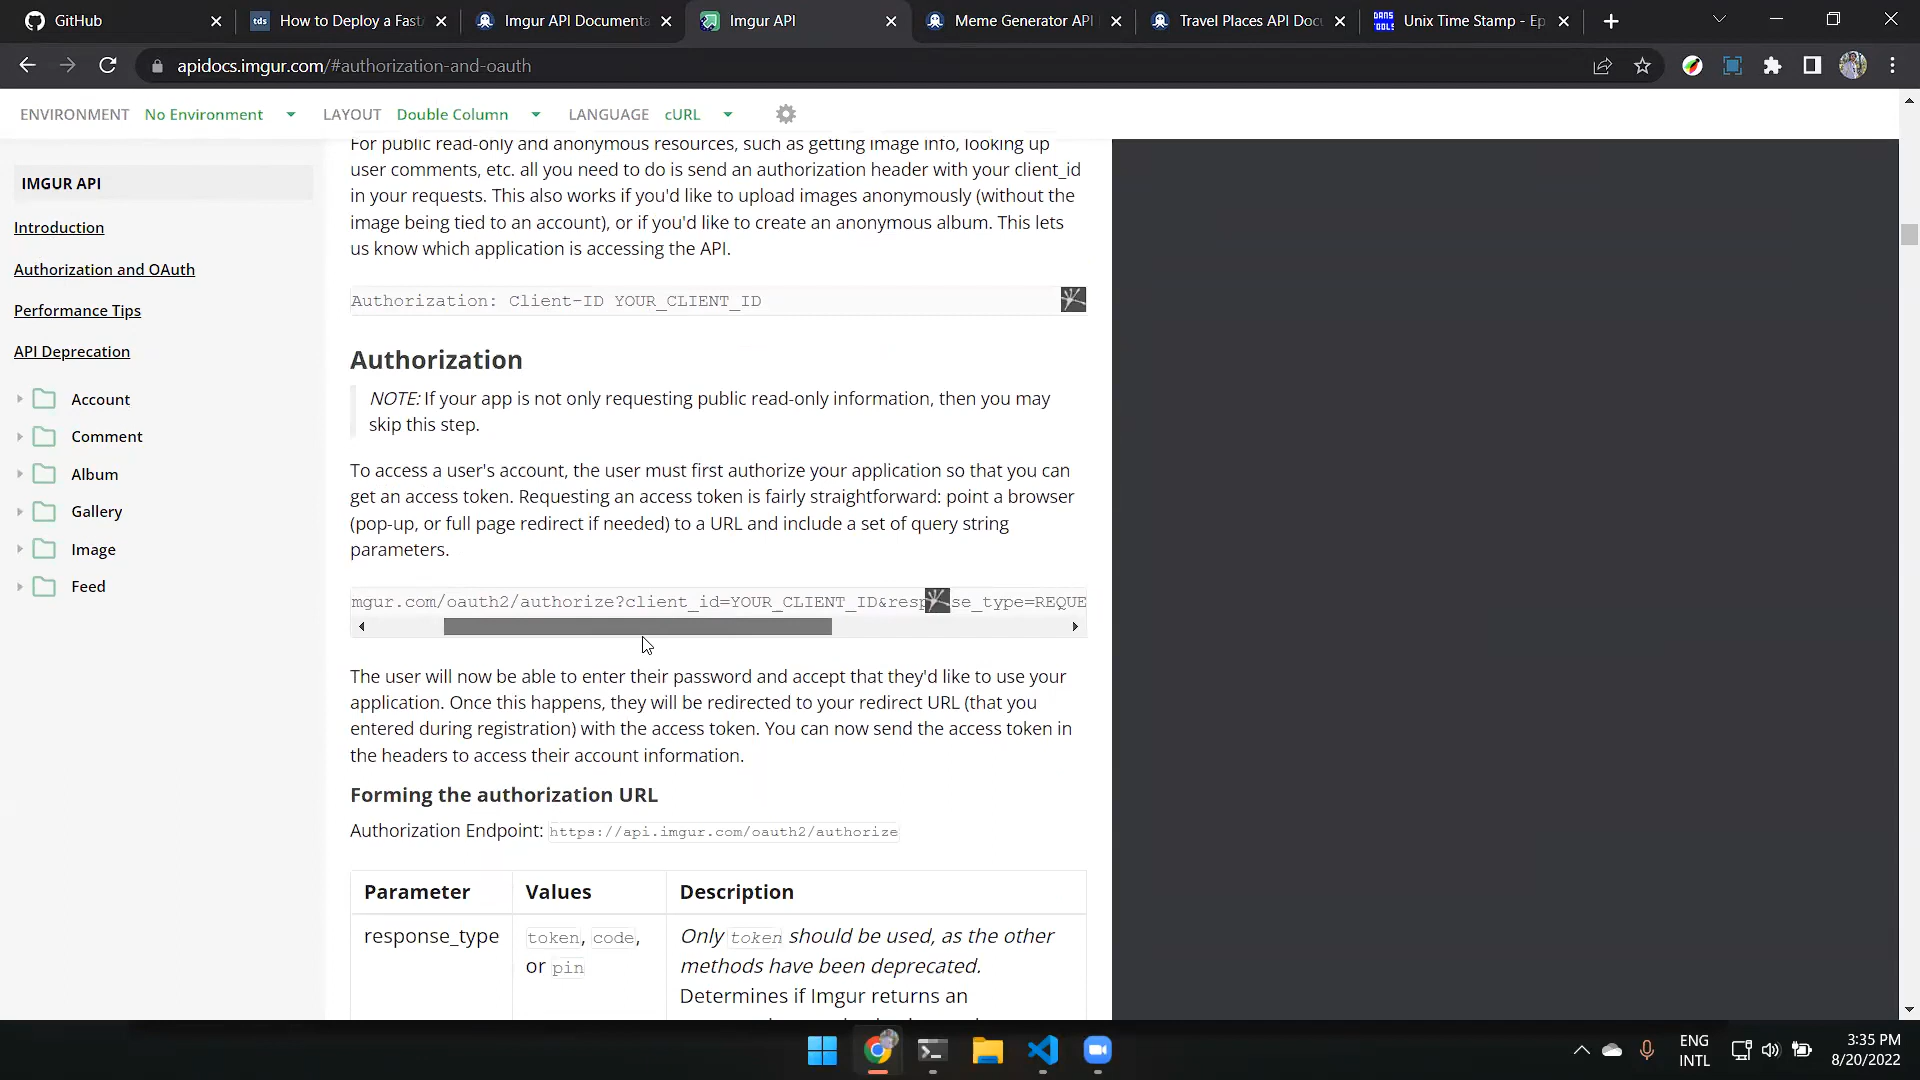 GitHub
How to Deploy a Fast
Imgur API Documenta
Imgur API
Meme Generator API
Travel Places API Doc
Unix Time Stamp - Ep
apidocs.imgur.com/#authorization-and-oauth
ENVIRONMENT No Environment LAYOUT Double Column LANGUAGE cURL
IMGUR API
Introduction
Authorization and OAuth
Performance Tips
API Deprecation
Account
Comment
Album
Gallery
Image
Feed
For public read-only and anonymous resources, such as getting image info, looking up
user comments, etc. all you need to do is send an authorization header with your client_id
in your requests. This also works if you'd like to upload images anonymously (without the
image being tied to an account), or if you'd like to create an anonymous album. This lets
us know which application is accessing the API.
Authorization: Client-ID YOUR_CLIENT_ID
Authorization
NOTE: If your app is not only requesting public read-only information, then you may
skip this step.
To access a user's account, the user must first authorize your application so that you can
get an access token. Requesting an access token is fairly straightforward: point a browser
(pop-up, or full page redirect if needed) to a URL and include a set of query string
parameters.
mgur.com/oauth2/authorize?client_id=YOUR_CLIENT_ID&resp se_type=REQUE
The user will now be able to enter their password and accept that they'd like to use your
application. Once this happens, they will be redirected to your redirect URL (that you
entered during registration) with the access token. You can now send the access token in
the headers to access their account information.
Forming the authorization URL
Authorization Endpoint: https://api.imgur.com/oauth2/authorize
Parameter Values Description
response_type token, code, Only token should be used, as the other
or pin methods have been deprecated.
Determines if Imgur returns an
ENG
INTL
3:35 PM
8/20/2022